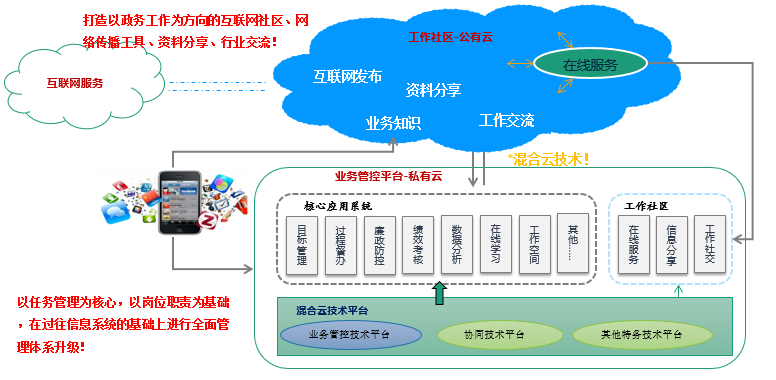 打造以政务工作为方向的互联网社区、网
络传播工具、资料分享、行业交流！
互联网服务
工作社区-公有云
在线服务
互联网发布
资料分享
业务知识
工作交流
*混合云技术！
业务管控平台-私有云
核心应用系统
目标管理
过程督办
廉政防控
绩效考核
数据分析
在线学习
工作空间
其他……
工作社区
在线服务
信息分享
工作社交
以任务管理为核心，以岗位职责为基础
，在过往信息系统的基础上进行全面管
理体系升级！
混合云技术平台
业务管控技术平台
协同技术平台
其他特务技术平台